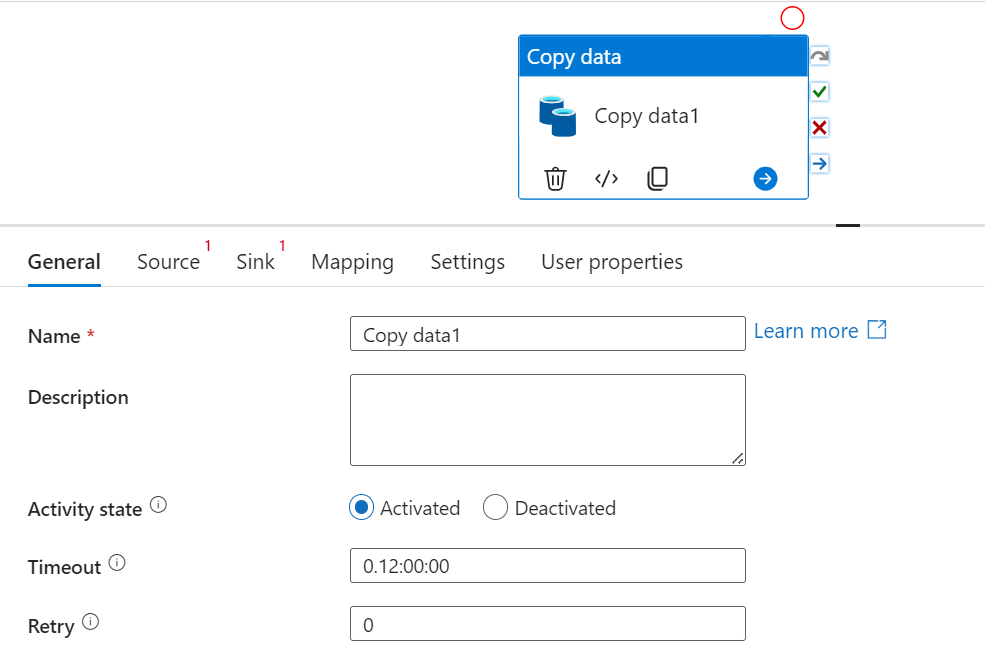 Copy data
Copy data1
General Source 1 Sink 1 Mapping Settings User properties
Name * Copy data1 Learn more
Description
Activity state Activated Deactivated
Timeout 0.12:00:00
Retry 0